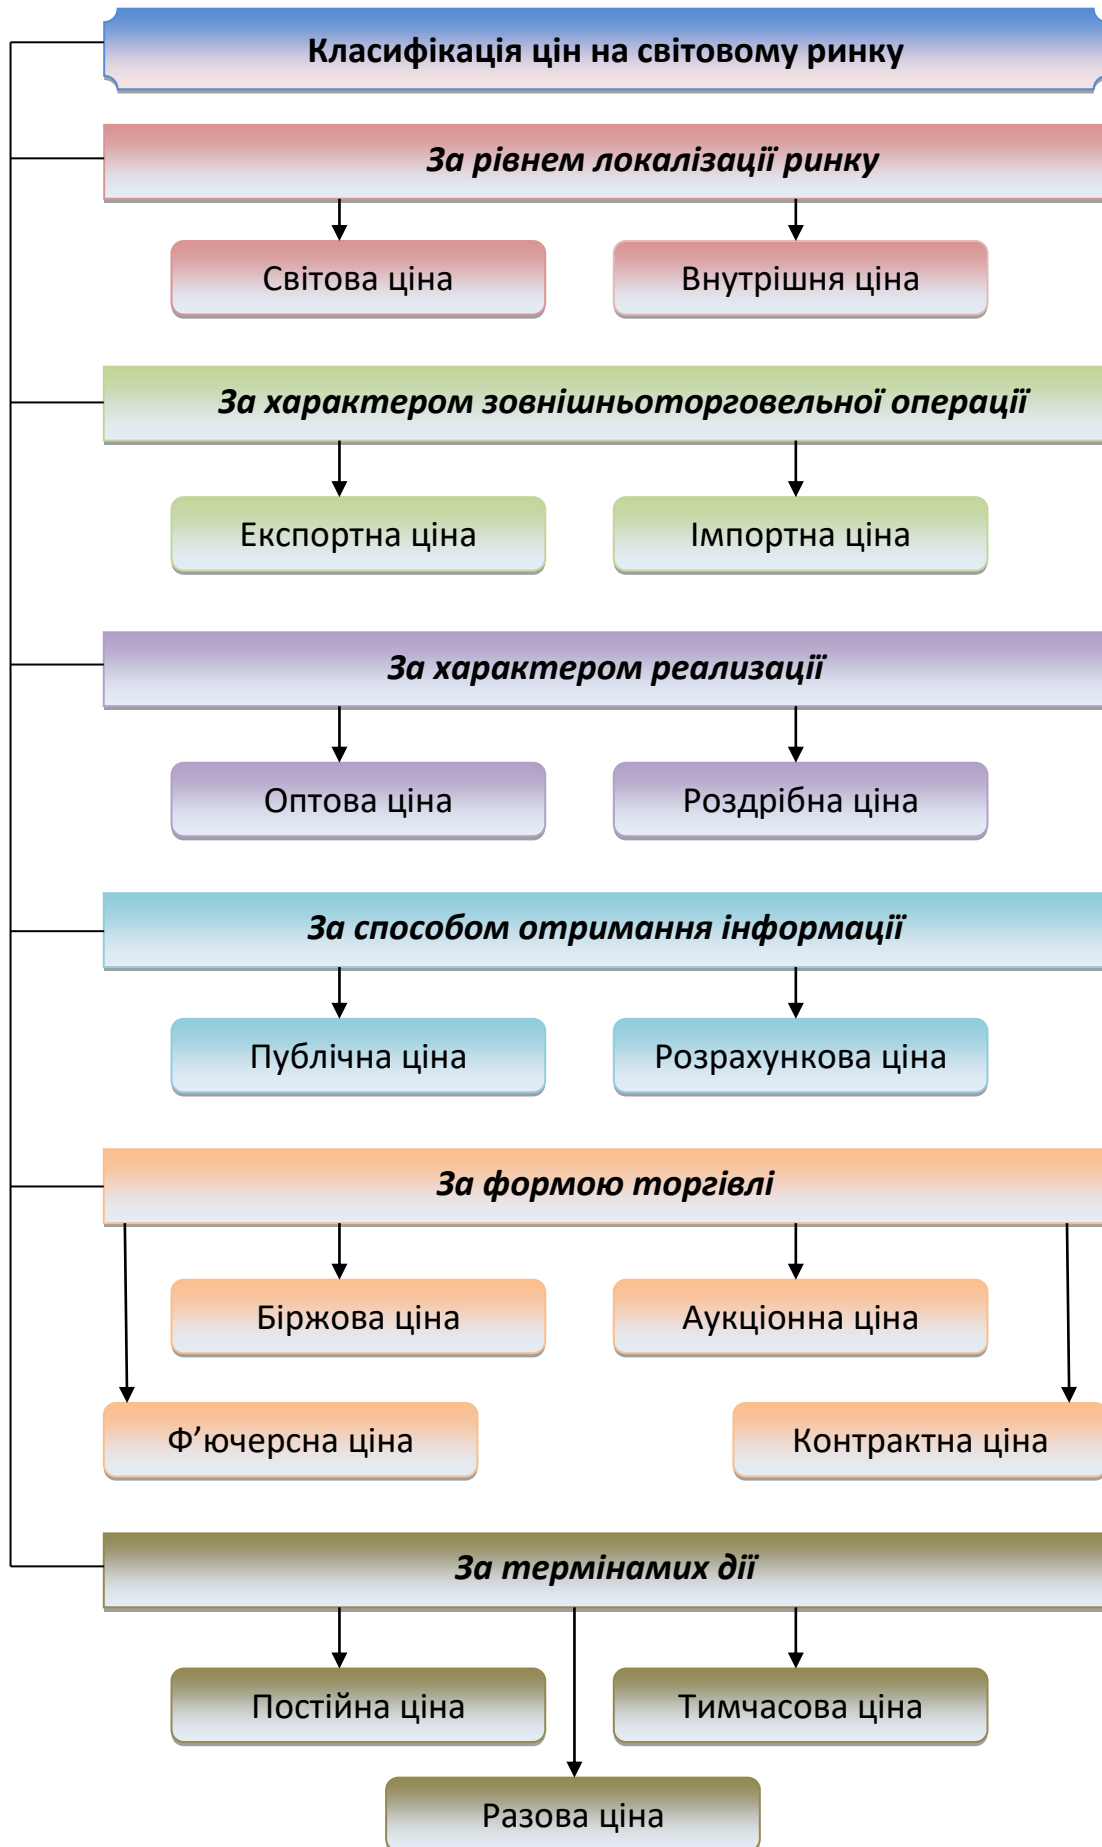 Класифікація цін на світовому ринку
За рівнем локалізації ринку
Світова ціна
Внутрішня ціна
За характером зовнішньоторговельної операції
Експортна ціна
Імпортна ціна
За характером реализації
Оптова ціна
Роздрібна ціна
За способом отримання інформації
Публічна ціна
Розрахункова ціна
За формою торгівлі
Біржова ціна
Аукціонна ціна
Ф’ючерсна ціна
Контрактна ціна
За термінамих дії
Постійна ціна
Тимчасова ціна
Разова ціна